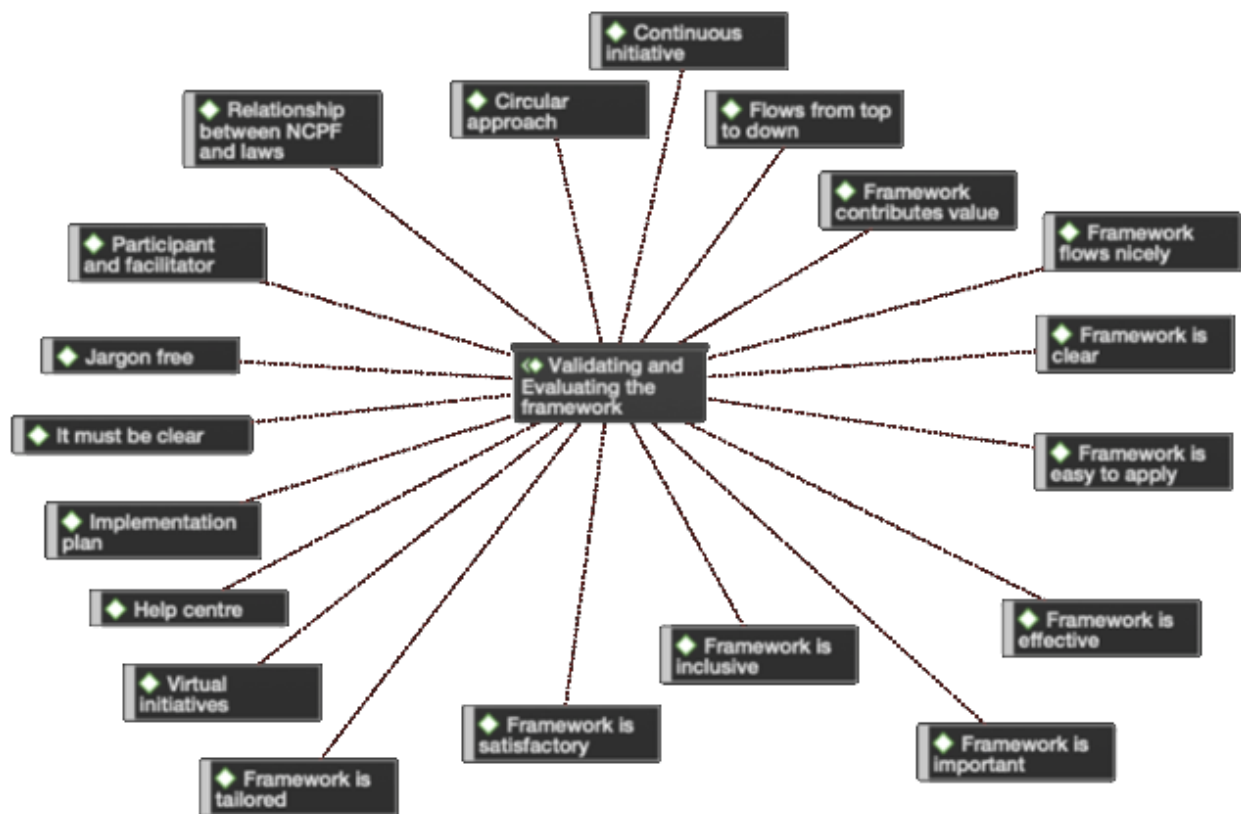 Continuous
initiative
Circular
approach
Relationship
between NCPF
and laws
Flows from top
to down
Framework
contributes value
Participant
and facilitator
Framework
flows nicely
Jargon free
Framework is
clear
Validating and
Evaluating the
framework
It must be clear
Framework is
easy to apply
Implementation
plan
Help centre
Framework is
effective
Framework is
inclusive
Virtual
initiatives
Framework is
satisfactory
Framework is
important
Framework is
tailored